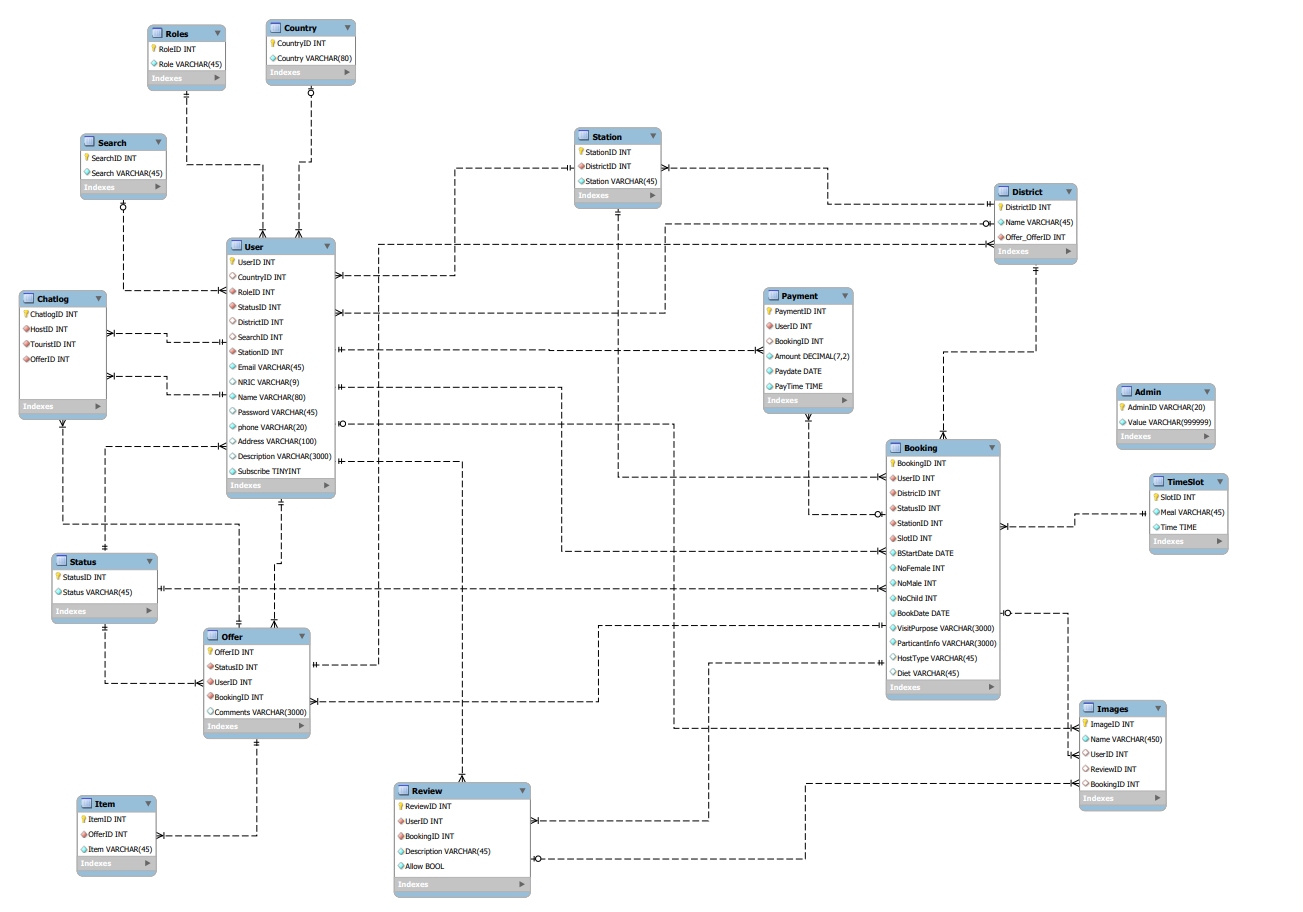 Roles
RoleID INT
Role VARCHAR(45)
Indexes
Country
CountryID INT
Country VARCHAR(80)
Indexes
Search
SearchID INT
Search VARCHAR(45)
Indexes
Station
StationID INT
DistrictID INT
Station VARCHAR(45)
Indexes
District
DistrictID INT
Name VARCHAR(45)
Offer_OfferID INT
Indexes
User
UserID INT
CountryID INT
RoleID INT
StatusID INT
DistrictID INT
SearchID INT
StationID INT
Email VARCHAR(45)
NRIC VARCHAR(9)
Name VARCHAR(80)
Password VARCHAR(45)
phone VARCHAR(20)
Address VARCHAR(100)
Description VARCHAR(3000)
Subscribe TINYINT
Indexes
Chatlog
ChatlogID INT
HostID INT
TouristID INT
OfferID INT
Indexes
Payment
PaymentID INT
UserID INT
BookingID INT
Amount DECIMAL(7,2)
Paydate DATE
PayTime TIME
Indexes
Admin
AdminID VARCHAR(20)
Value VARCHAR(999999)
Indexes
Booking
BookingID INT
UserID INT
DistricID INT
StatusID INT
StationID INT
SlotID INT
BStartDate DATE
NoFemale INT
NoMale INT
NoChild INT
BookDate DATE
VisitPurpose VARCHAR(3000)
ParticantInfo VARCHAR(3000)
HostType VARCHAR(45)
Diet VARCHAR(45)
Indexes
TimeSlot
SlotID INT
Meal VARCHAR(45)
Time TIME
Indexes
Status
StatusID INT
Status VARCHAR(45)
Indexes
Offer
OfferID INT
StatusID INT
UserID INT
BookingID INT
Comments VARCHAR(3000)
Indexes
Images
ImageID INT
Name VARCHAR(450)
UserID INT
ReviewID INT
BookingID INT
Indexes
Item
ItemID INT
OfferID INT
Item VARCHAR(45)
Indexes
Review
ReviewID INT
UserID INT
BookingID INT
Description VARCHAR(45)
Allow BOOL
Indexes